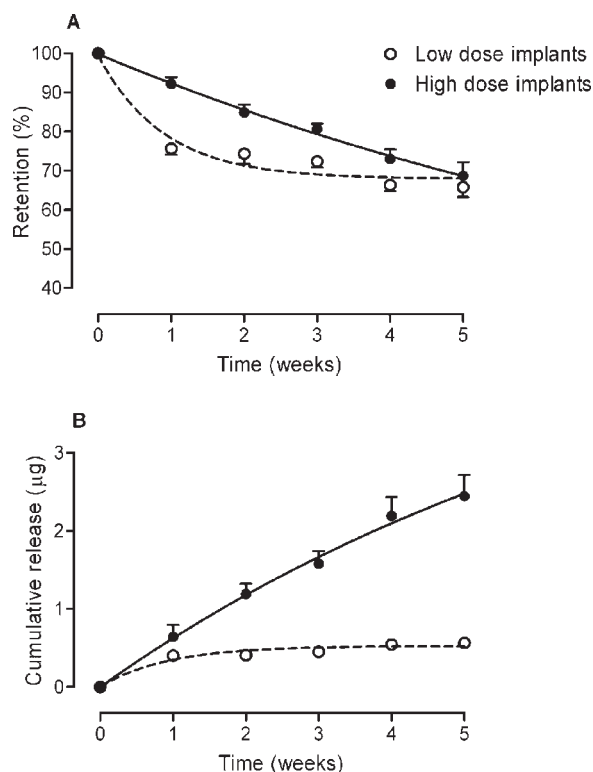 A
Low dose implants
High dose implants
Retention (%)
100
90
80
70
60
50
40
0 1 2 3 4 5
Time (weeks)
B
Cumulative release (µg)
3
2
1
0
0 1 2 3 4 5
Time (weeks)